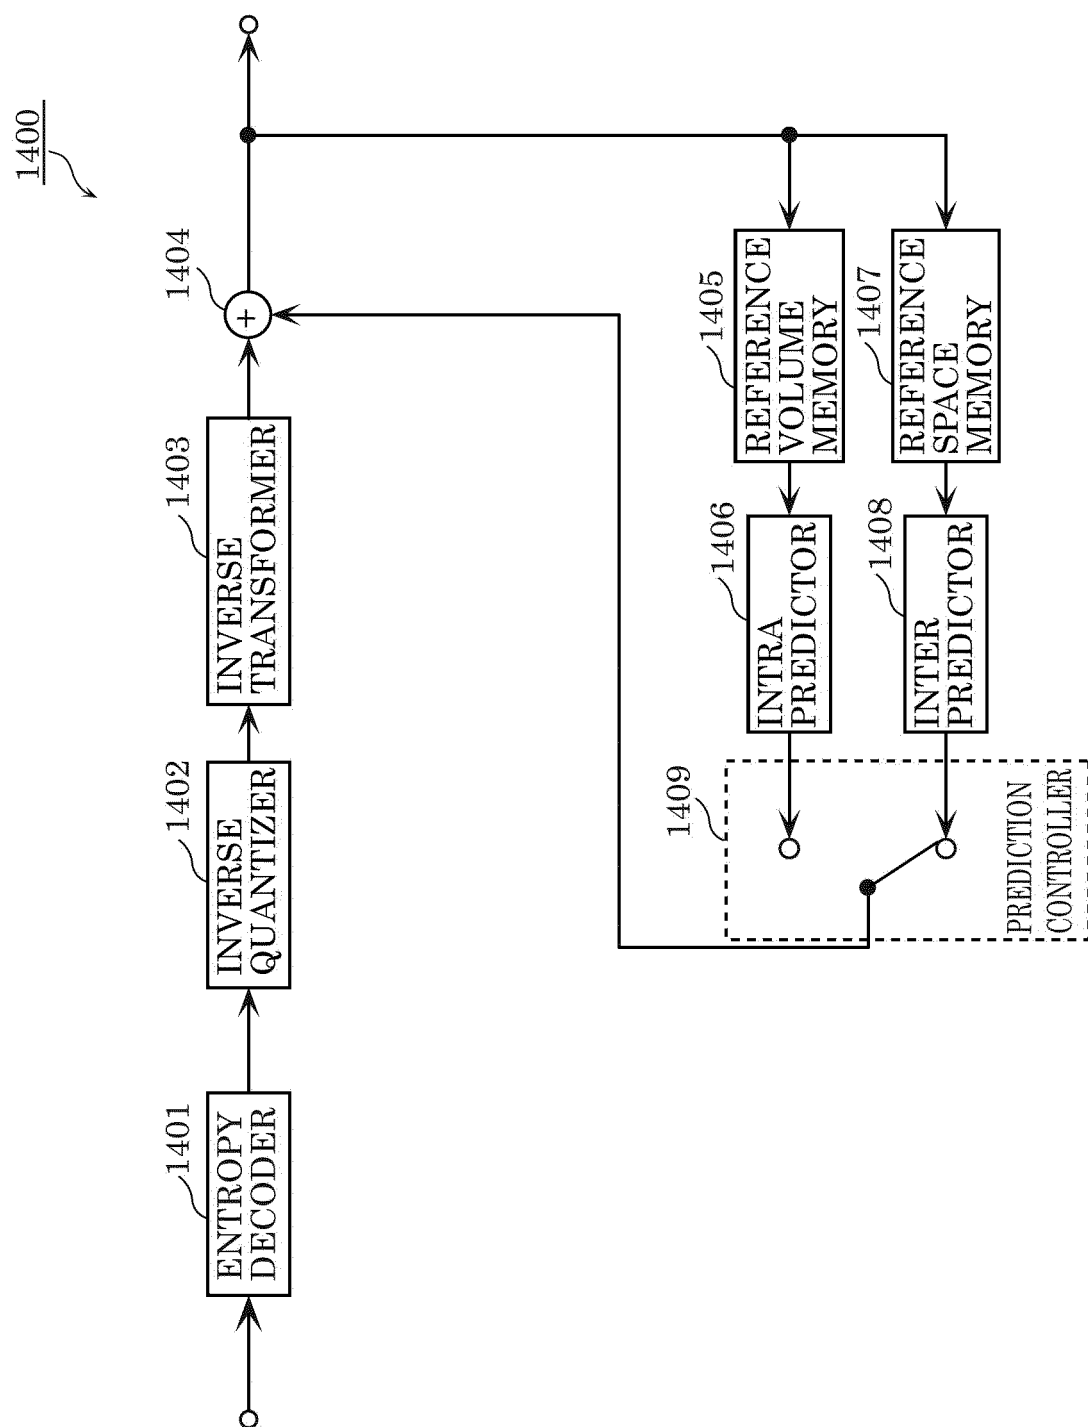 1400
1401
ENTROPY
DECODER
1402
INVERSE
QUANTIZER
1403
INVERSE
TRANSFORMER
1404
+
1405
REFERENCE
VOLUME
MEMORY
1406
INTRA
PREDICTOR
1407
REFERENCE
SPACE
MEMORY
1408
INTER
PREDICTOR
1409
PREDICTION
CONTROLLER